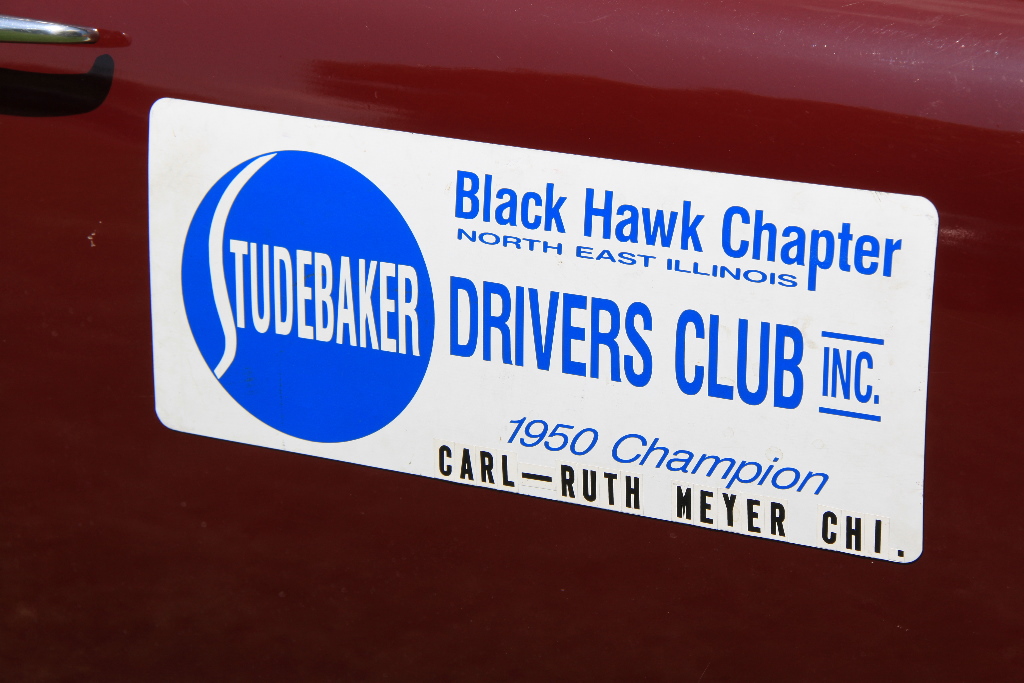 STUDEBAKER
Black Hawk Chapter
NORTH EAST ILLINOIS
DRIVERS CLUB INC.
1950 Champion
CARL—RUTH MEYER CHI.